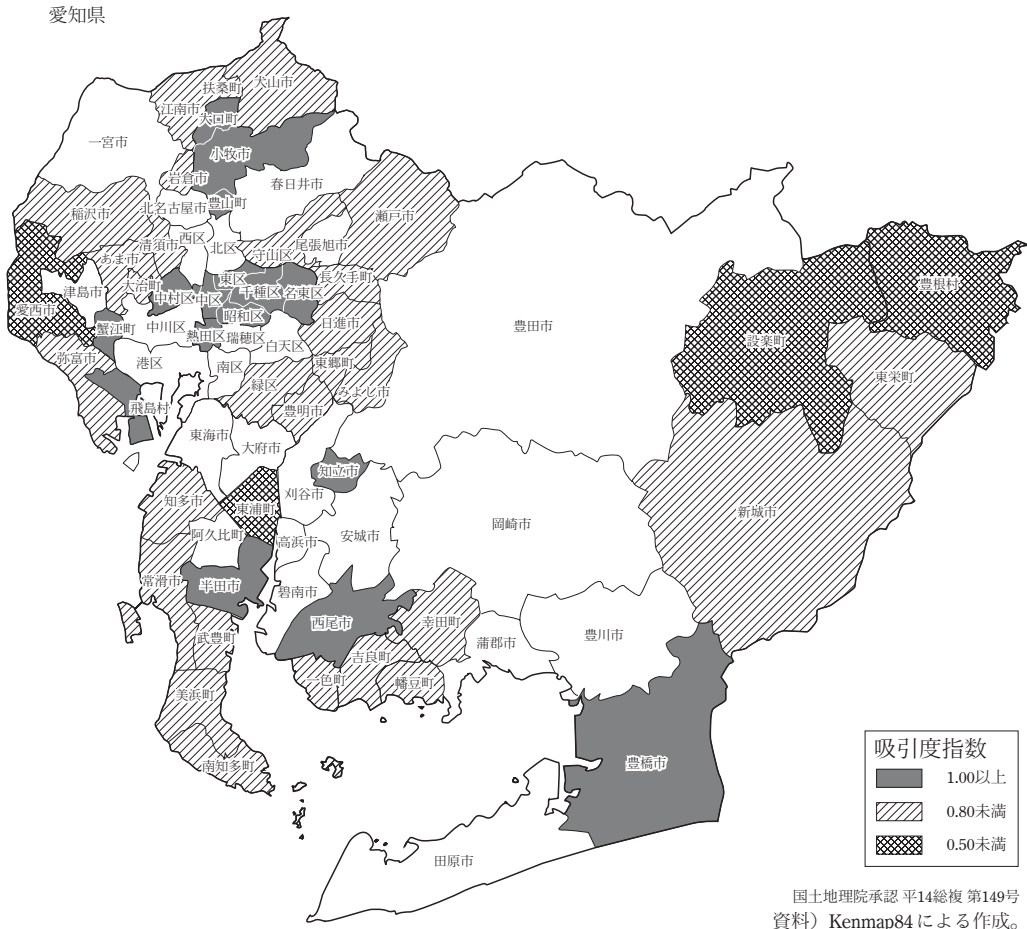 愛知県
犬山市
扶桑町
江南市
大口町
一宮市
小牧市
岩倉市
春日井市
豊山町
稲沢市
北名古屋市
瀬戸市
西区
清須市
北区
尾張旭市
守山区
あま市
長久手町
東区
大治町
千種区
名東区
津島市
中村区
中区
豊根村
愛西市
昭和区
蟹江町
中川区
日進市
豊田市
熱田区
瑞穂区
白天区
設楽町
弥富市
港区
南区
東郷町
東栄町
緑区
みよし市
飛島村
豊明市
東海市
大府市
知立市
刈谷市
知多市
東浦町
新城市
岡崎市
阿久比町
高浜市
安城市
常滑市
半田市
碧南市
西尾市
幸田町
豊川市
武豊町
蒲郡市
吉良町
一色町
幡豆町
美浜町
南知多町
豊橋市
田原市
吸引度指数
1.00以上
0.80未満
0.50未満
国土地理院承認 平14総複 第149号
資料）Kenmap84による作成。